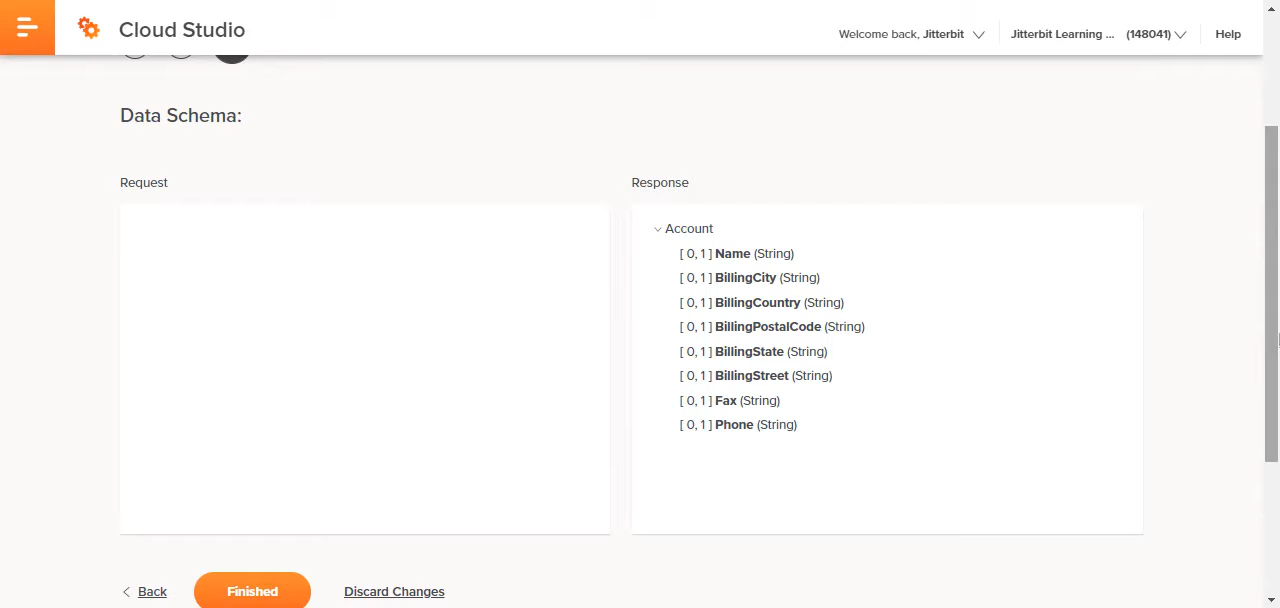 Cloud Studio
Welcome back, Jitterbit
Jitterbit Learning ... (148041)
Help
Data Schema:
Request
Response
Account
[ 0, 1 ] Name (String)
[ 0, 1 ] BillingCity (String)
[ 0, 1 ] BillingCountry (String)
[ 0, 1 ] BillingPostalCode (String)
[ 0, 1 ] BillingState (String)
[ 0, 1 ] BillingStreet (String)
[ 0, 1 ] Fax (String)
[ 0, 1 ] Phone (String)
Back
Finished
Discard Changes